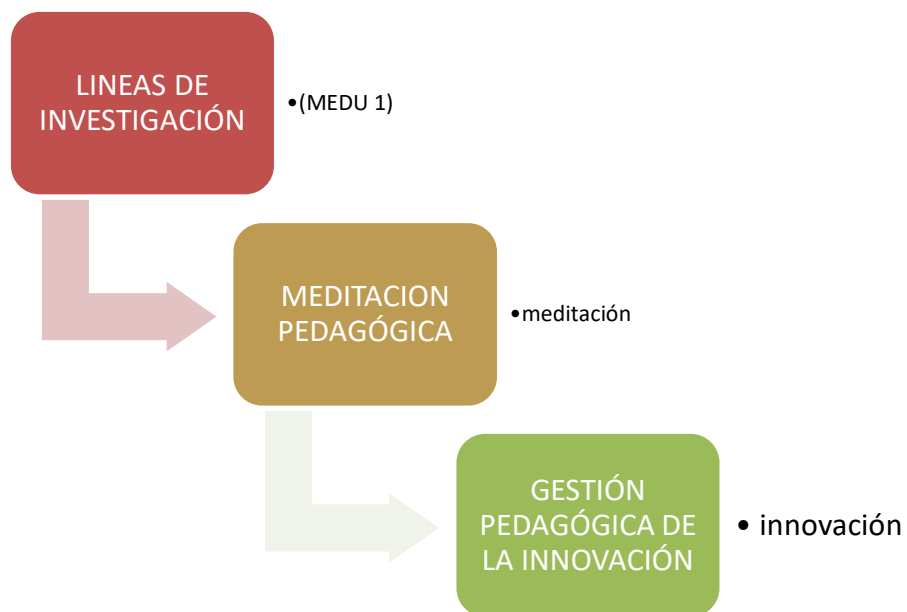 LINEAS DE
INVESTIGACIÓN
•(MEDU 1)
MEDITACION
PEDAGÓGICA
•meditación
GESTIÓN
PEDAGÓGICA DE
LA INNOVACIÓN
• innovación